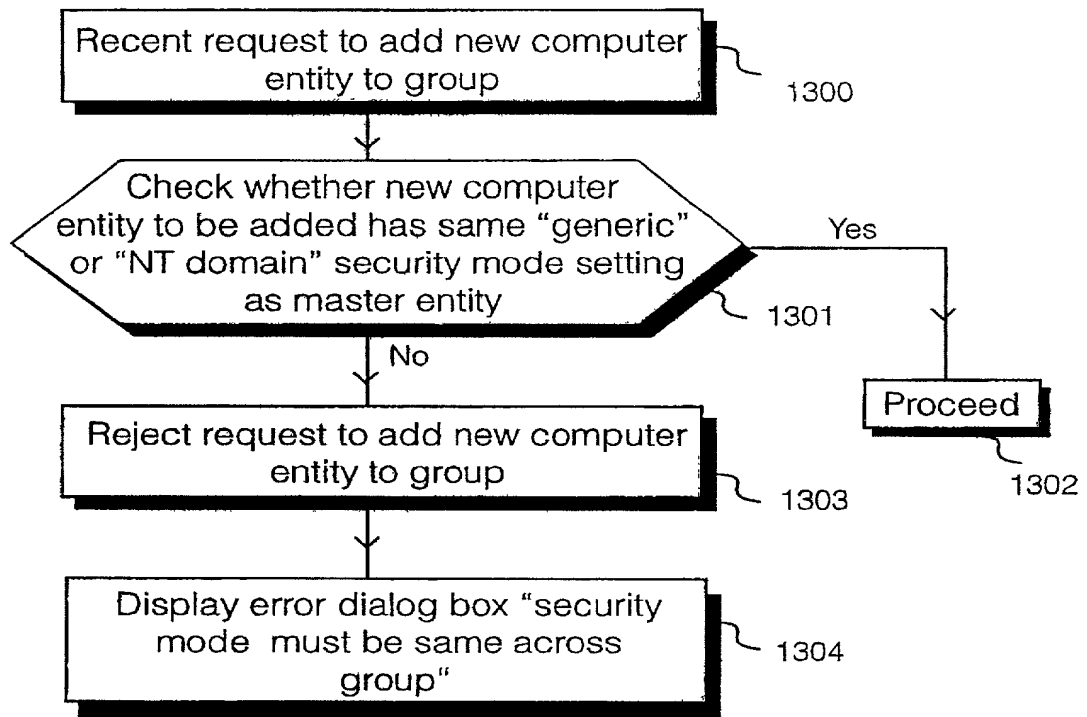 Recent request to add new computer
entity to group
1300
Check whether new computer
entity to be added has same “generic”
or “NT domain” security mode setting
as master entity
Yes
1301
No
Proceed
1302
Reject request to add new computer
entity to group
1303
Display error dialog box “security
mode must be same across
group“
1304